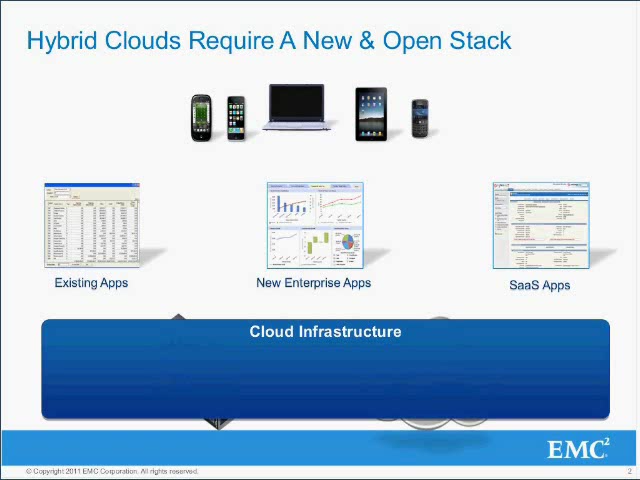 Hybrid Clouds Require A New & Open Stack
Existing Apps
New Enterprise Apps
SaaS Apps
Cloud Infrastructure
EMC²
© Copyright 2011 EMC Corporation. All rights reserved.
2